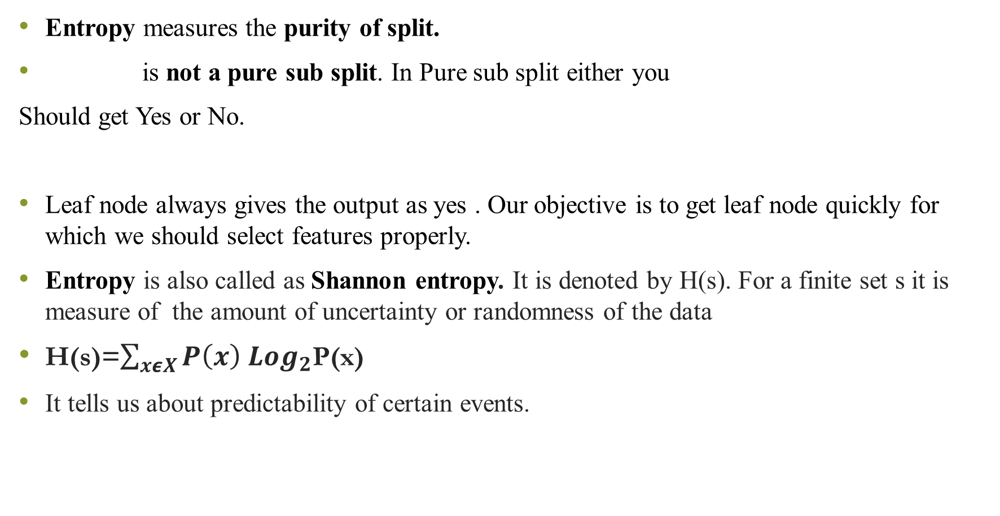 • Entropy measures the purity of split.
• is not a pure sub split. In Pure sub split either you
Should get Yes or No.
• Leaf node always gives the output as yes . Our objective is to get leaf node quickly for
which we should select features properly.
• Entropy is also called as Shannon entropy. It is denoted by H(s). For a finite set s it is
measure of  the amount of uncertainty or randomness of the data
• H(s)=∑xϵX P(x) Log₂P(x)
• It tells us about predictability of certain events.